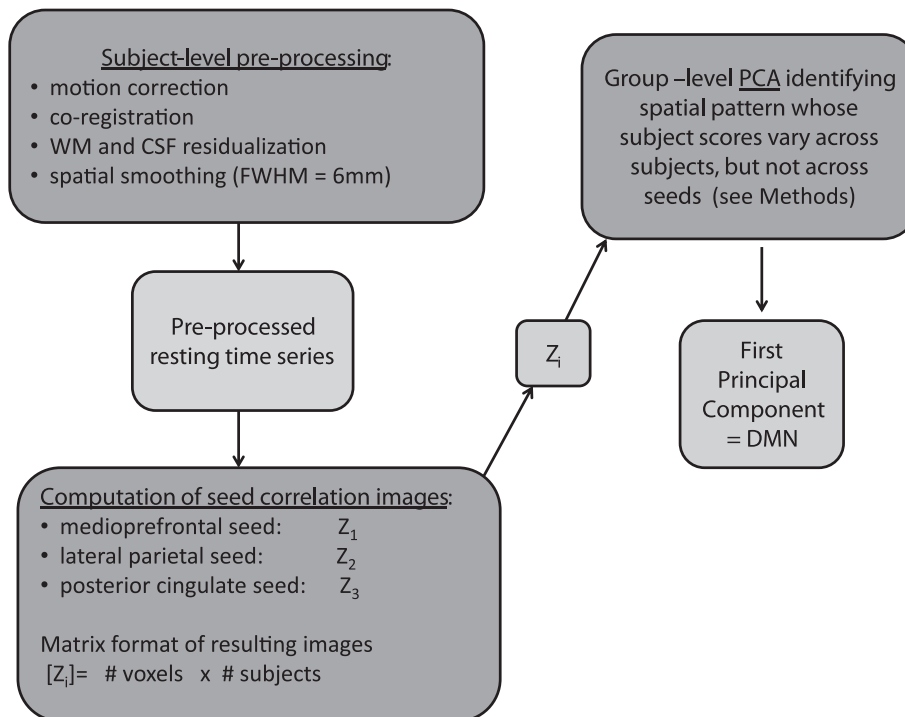 Subject-level pre-processing:
• motion correction
• co-registration
• WM and CSF residualization
• spatial smoothing (FWHM = 6mm)
Pre-processed
resting time series
Computation of seed correlation images:
• medioprefrontal seed: Z1
• lateral parietal seed: Z2
• posterior cingulate seed: Z3
Matrix format of resulting images
[Zi]= # voxels x # subjects
Zi
Group –level PCA identifying
spatial pattern whose
subject scores vary across
subjects, but not across
seeds (see Methods)
First
Principal
Component
= DMN